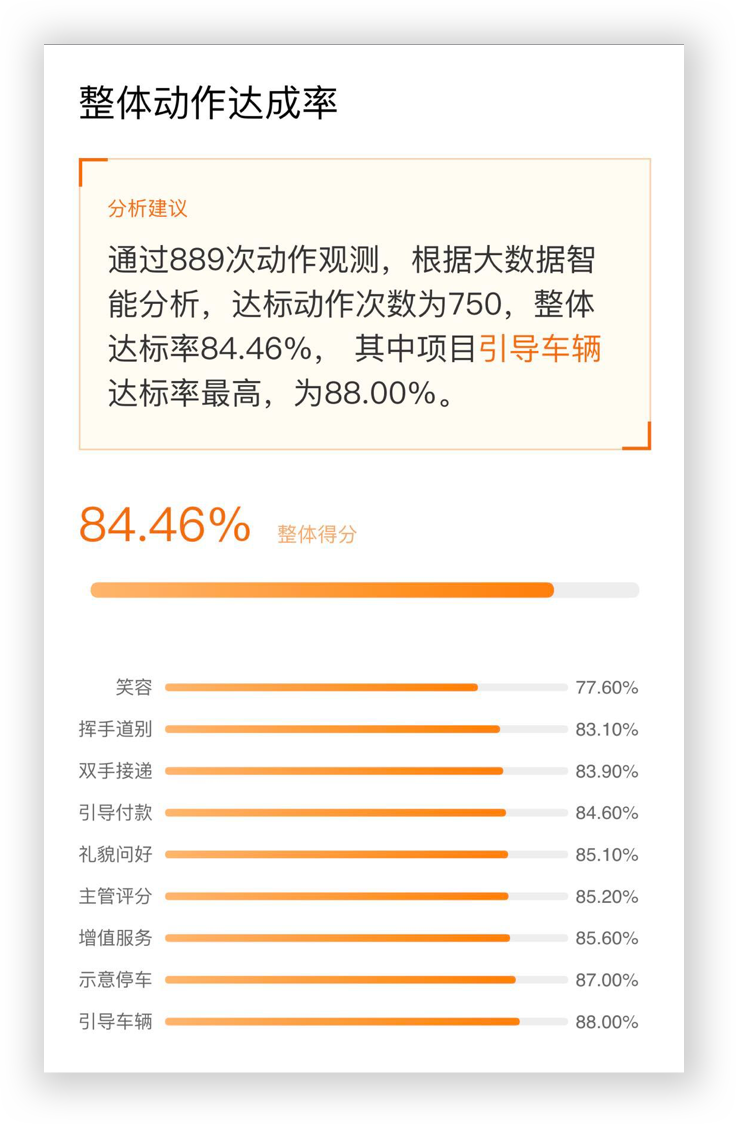 整体动作达成率
分析建议
通过889次动作观测，根据大数据智
能分析，达标动作次数为750，整体
达标率84.46%， 其中项目引导车辆
达标率最高，为88.00%。
84.46% 整体得分
笑容 77.60%
挥手道别 83.10%
双手接递 83.90%
引导付款 84.60%
礼貌问好 85.10%
主管评分 85.20%
增值服务 85.60%
示意停车 87.00%
引导车辆 88.00%